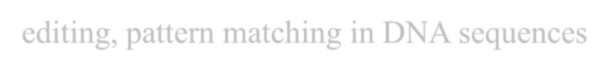 editing, pattern matching in DNA sequences